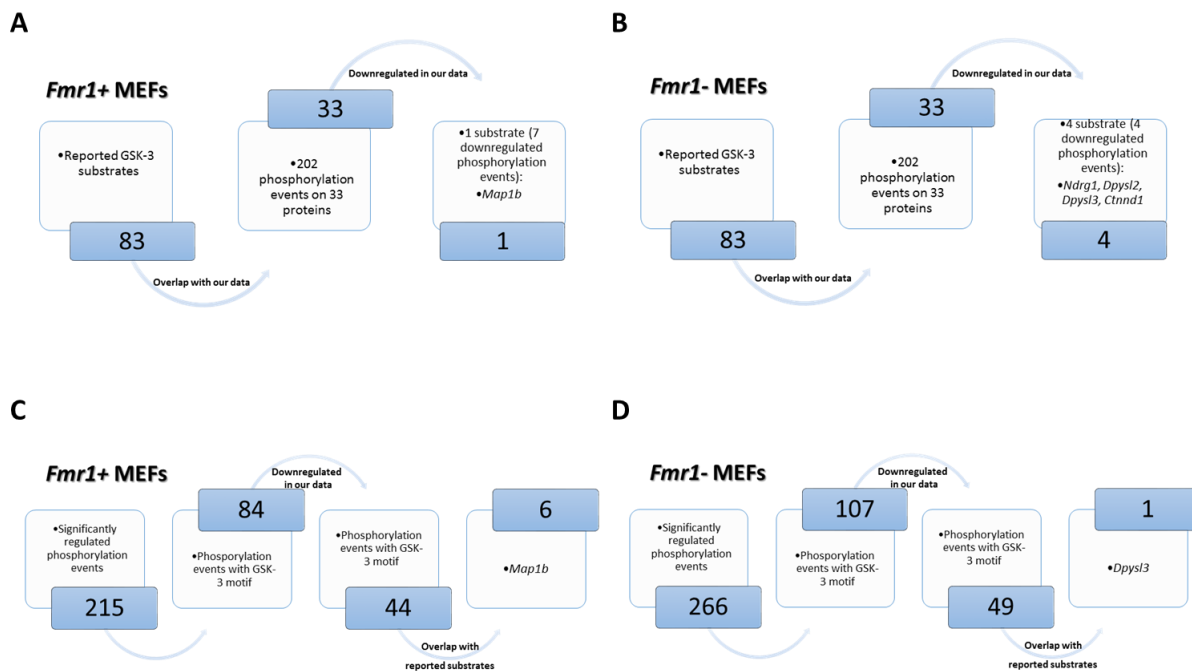 A
Fmr1+ MEFs
Downregulated in our data
33
•Reported GSK-3
substrates
83
Overlap with our data
•202
phosphorylation
events on 33
proteins
•1 substrate (7
downregulated
phosphorylation
events):
•Map1b
1
B
Fmr1- MEFs
Downregulated in our data
33
•Reported GSK-3
substrates
83
Overlap with our data
•202
phosphorylation
events on 33
proteins
•4 substrate (4
downregulated
phosphorylation
events):
•Ndrg1, Dpysl2,
Dpysl3, Ctnnd1
4
C
Fmr1+ MEFs
Downregulated
in our data
84
6
•Significantly
regulated
phosphorylation
events
215
•Phosporylation
events with GSK-
3 motif
•Phosphorylation
events with GSK-
3 motif
44
•Map1b
Overlap with
reported substrates
D
Fmr1- MEFs
Downregulated
in our data
107
1
•Significantly
regulated
phosphorylation
events
266
•Phosporylation
events with GSK-
3 motif
•Phosphorylation
events with GSK-
3 motif
49
•Dpysl3
Overlap with
reported substrates